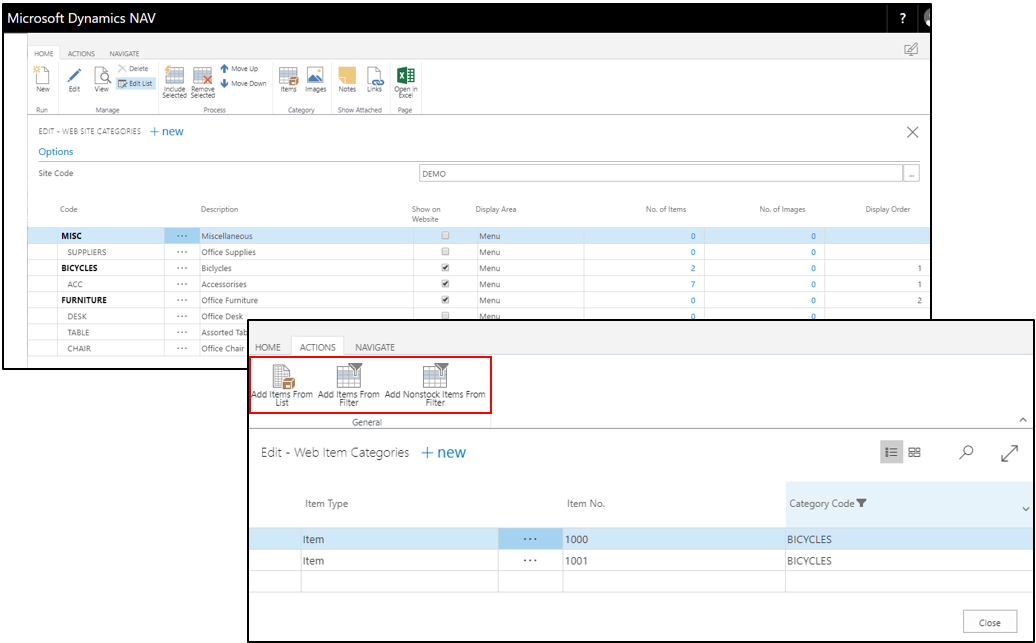 Microsoft Dynamics NAV ?
HOME ACTIONS NAVIGATE
New Edit View Delete Edit List Include Selected Remove Selected Move Up Move Down Items Images Notes Links Open in Excel
Run Manage Process Category Show Attached Page
EDIT - WEB SITE CATEGORIES + new
Options
Site Code DEMO ...
Code Description Show on Website Display Area No. of Items No. of Images Display Order
MISC ... Miscellaneous Menu 0 0
SUPPLIERS ... Office Supplies Menu 0 0
BICYCLES ... Biclycles Menu 2 0 1
ACC ... Accessorises Menu 7 0 1
FURNITURE ... Office Furniture Menu 0 0 2
DESK ... Office Desk Menu 0 0
TABLE ... Assorted Tab
CHAIR ... Office Chair
HOME ACTIONS NAVIGATE
Add Items From List Add Items From Filter Add Nonstock Items From Filter
General
Edit - Web Item Categories + new
Item Type Item No. Category Code
Item ... 1000 BICYCLES
Item ... 1001 BICYCLES
Close